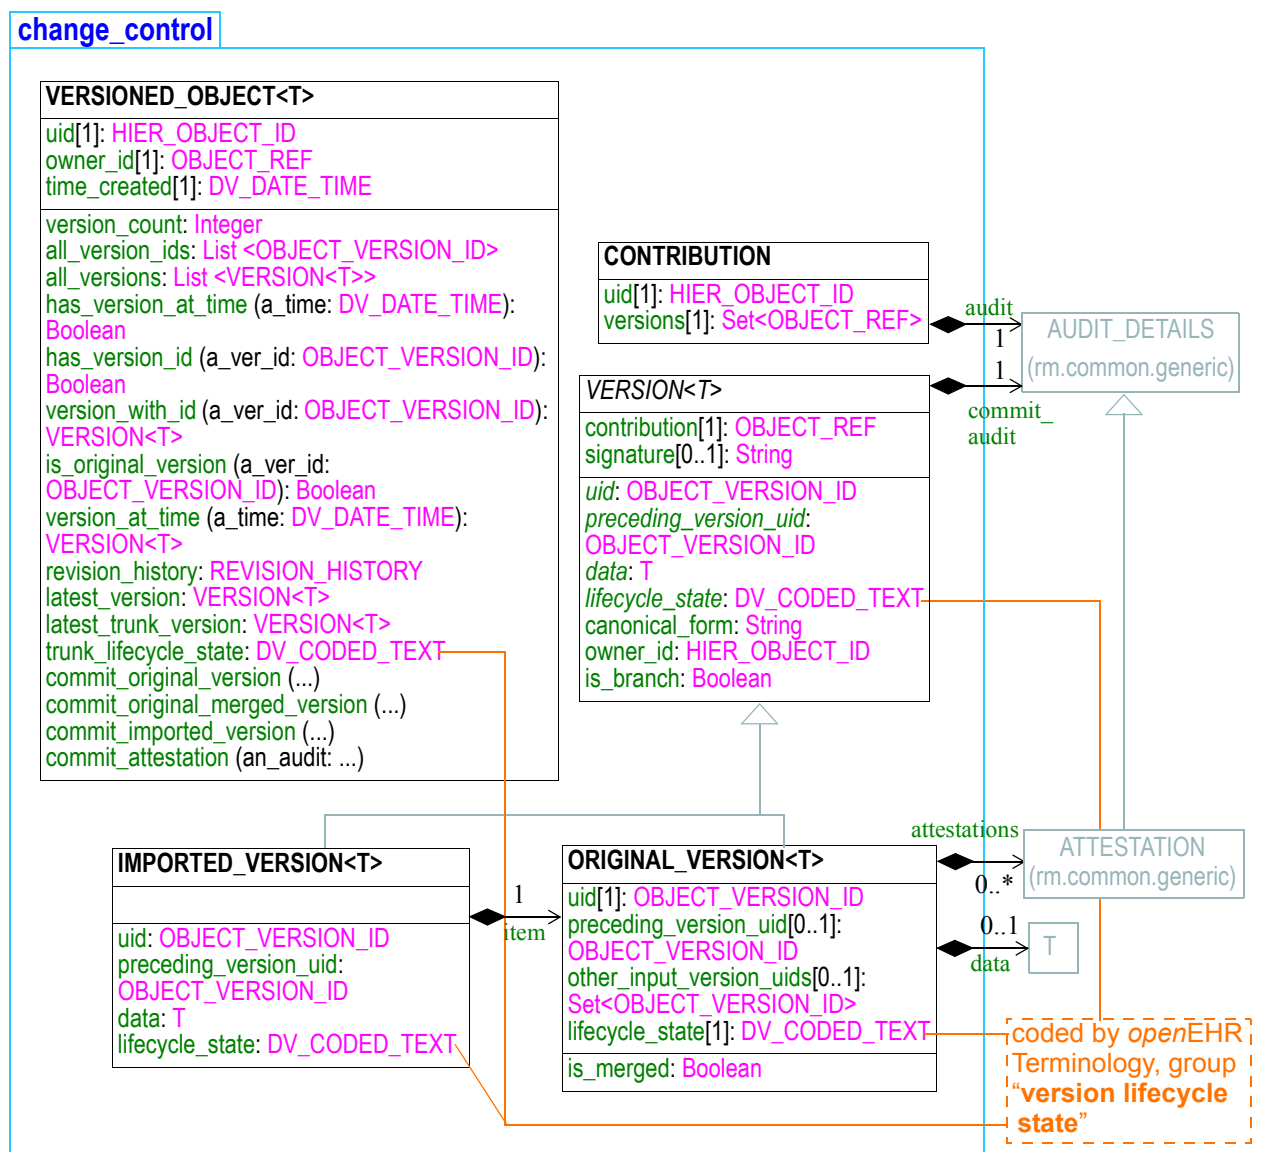 change_control
VERSIONED_OBJECT<T>
uid[1]: HIER_OBJECT_ID
owner_id[1]: OBJECT_REF
time_created[1]: DV_DATE_TIME
version_count: Integer
all_version_ids: List <OBJECT_VERSION_ID>
all_versions: List <VERSION<T>>
has_version_at_time (a_time: DV_DATE_TIME):
Boolean
has_version_id (a_ver_id: OBJECT_VERSION_ID):
Boolean
version_with_id (a_ver_id: OBJECT_VERSION_ID):
VERSION<T>
is_original_version (a_ver_id:
OBJECT_VERSION_ID): Boolean
version_at_time (a_time: DV_DATE_TIME):
VERSION<T>
revision_history: REVISION_HISTORY
latest_version: VERSION<T>
latest_trunk_version: VERSION<T>
trunk_lifecycle_state: DV_CODED_TEXT
commit_original_version (...)
commit_original_merged_version (...)
commit_imported_version (...)
commit_attestation (an_audit: ...)
CONTRIBUTION
uid[1]: HIER_OBJECT_ID
versions[1]: Set<OBJECT_REF>
audit
1
AUDIT_DETAILS
(rm.common.generic)
1
commit_
audit
VERSION<T>
contribution[1]: OBJECT_REF
signature[0..1]: String
uid: OBJECT_VERSION_ID
preceding_version_uid:
OBJECT_VERSION_ID
data: T
lifecycle_state: DV_CODED_TEXT
canonical_form: String
owner_id: HIER_OBJECT_ID
is_branch: Boolean
IMPORTED_VERSION<T>
uid: OBJECT_VERSION_ID
preceding_version_uid:
OBJECT_VERSION_ID
data: T
lifecycle_state: DV_CODED_TEXT
1
item
ORIGINAL_VERSION<T>
uid[1]: OBJECT_VERSION_ID
preceding_version_uid[0..1]:
OBJECT_VERSION_ID
other_input_version_uids[0..1]:
Set<OBJECT_VERSION_ID>
lifecycle_state[1]: DV_CODED_TEXT
is_merged: Boolean
attestations
0..*
ATTESTATION
(rm.common.generic)
0..1
data
T
coded by openEHR
Terminology, group
“version lifecycle
state”